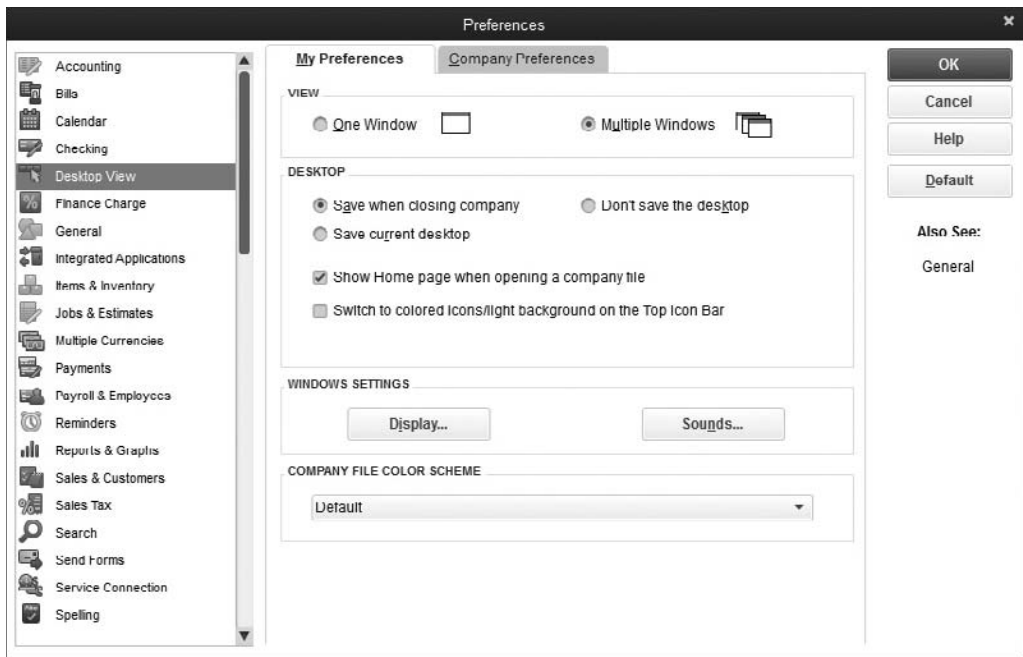 Preferences
Accounting
Bills
Calendar
Checking
Desktop View
Finance Charge
General
Integrated Applications
Items & Inventory
Jobs & Estimates
Multiple Currencies
Payments
Payroll & Employees
Reminders
Reports & Graphs
Sales & Customers
Sales Tax
Search
Send Forms
Service Connection
Spelling
My Preferences Company Preferences
VIEW
One Window Multiple Windows
DESKTOP
Save when closing company Don't save the desktop
Save current desktop
Show Home page when opening a company file
Switch to colored icons/light background on the Top Icon Bar
WINDOWS SETTINGS
Display... Sounds...
COMPANY FILE COLOR SCHEME
Default
OK
Cancel
Help
Default
Also See:
General